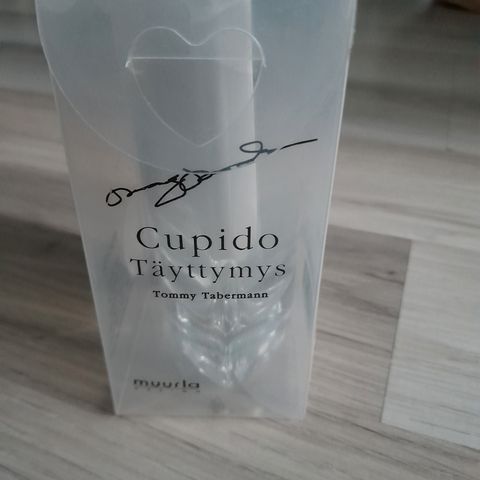 Cupido
Täyttymys
Tommy Tabermann
muurla